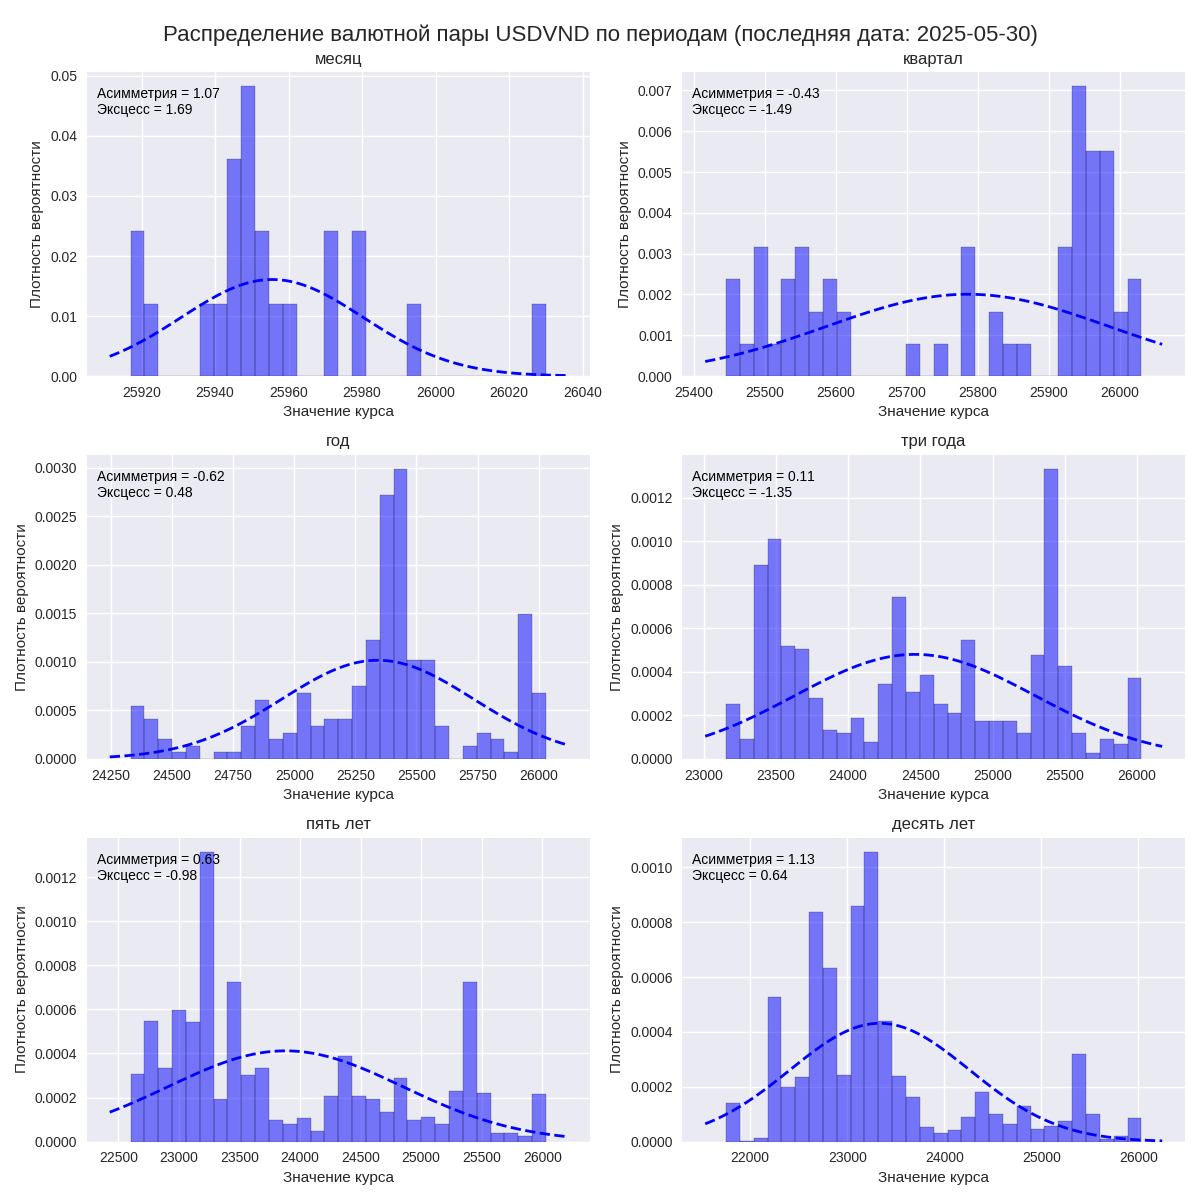 Распределение валютной пары USDVND по периодам (последняя дата: 2025-05-30)
месяц
Асимметрия = 1.07
Эксцесс = 1.69
Плотность вероятности
0.05
0.04
0.03
0.02
0.01
0.00
25920 25940 25960 25980 26000 26020 26040
Значение курса
квартал
Асимметрия = -0.43
Эксцесс = -1.49
Плотность вероятности
0.007
0.006
0.005
0.004
0.003
0.002
0.001
0.000
25400 25500 25600 25700 25800 25900 26000
Значение курса
год
Асимметрия = -0.62
Эксцесс = 0.48
Плотность вероятности
0.0030
0.0025
0.0020
0.0015
0.0010
0.0005
0.0000
24250 24500 24750 25000 25250 25500 25750 26000
Значение курса
три года
Асимметрия = 0.11
Эксцесс = -1.35
Плотность вероятности
0.0012
0.0010
0.0008
0.0006
0.0004
0.0002
0.0000
23000 23500 24000 24500 25000 25500 26000
Значение курса
пять лет
Асимметрия = 0.63
Эксцесс = -0.98
Плотность вероятности
0.0012
0.0010
0.0008
0.0006
0.0004
0.0002
0.0000
22500 23000 23500 24000 24500 25000 25500 26000
Значение курса
десять лет
Асимметрия = 1.13
Эксцесс = 0.64
Плотность вероятности
0.0010
0.0008
0.0006
0.0004
0.0002
0.0000
22000 23000 24000 25000 26000
Значение курса